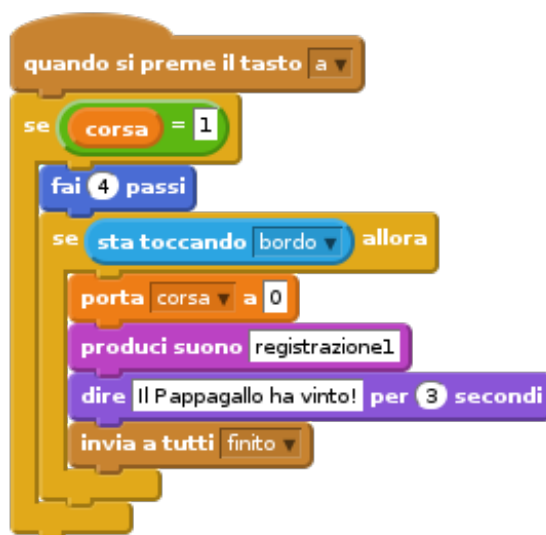 quando si preme il tasto a
se corsa = 1
fai 4 passi
se sta toccando bordo allora
porta corsa a 0
produci suono registrazione1
dire Il Pappagallo ha vinto! per 3 secondi
invia a tutti finito